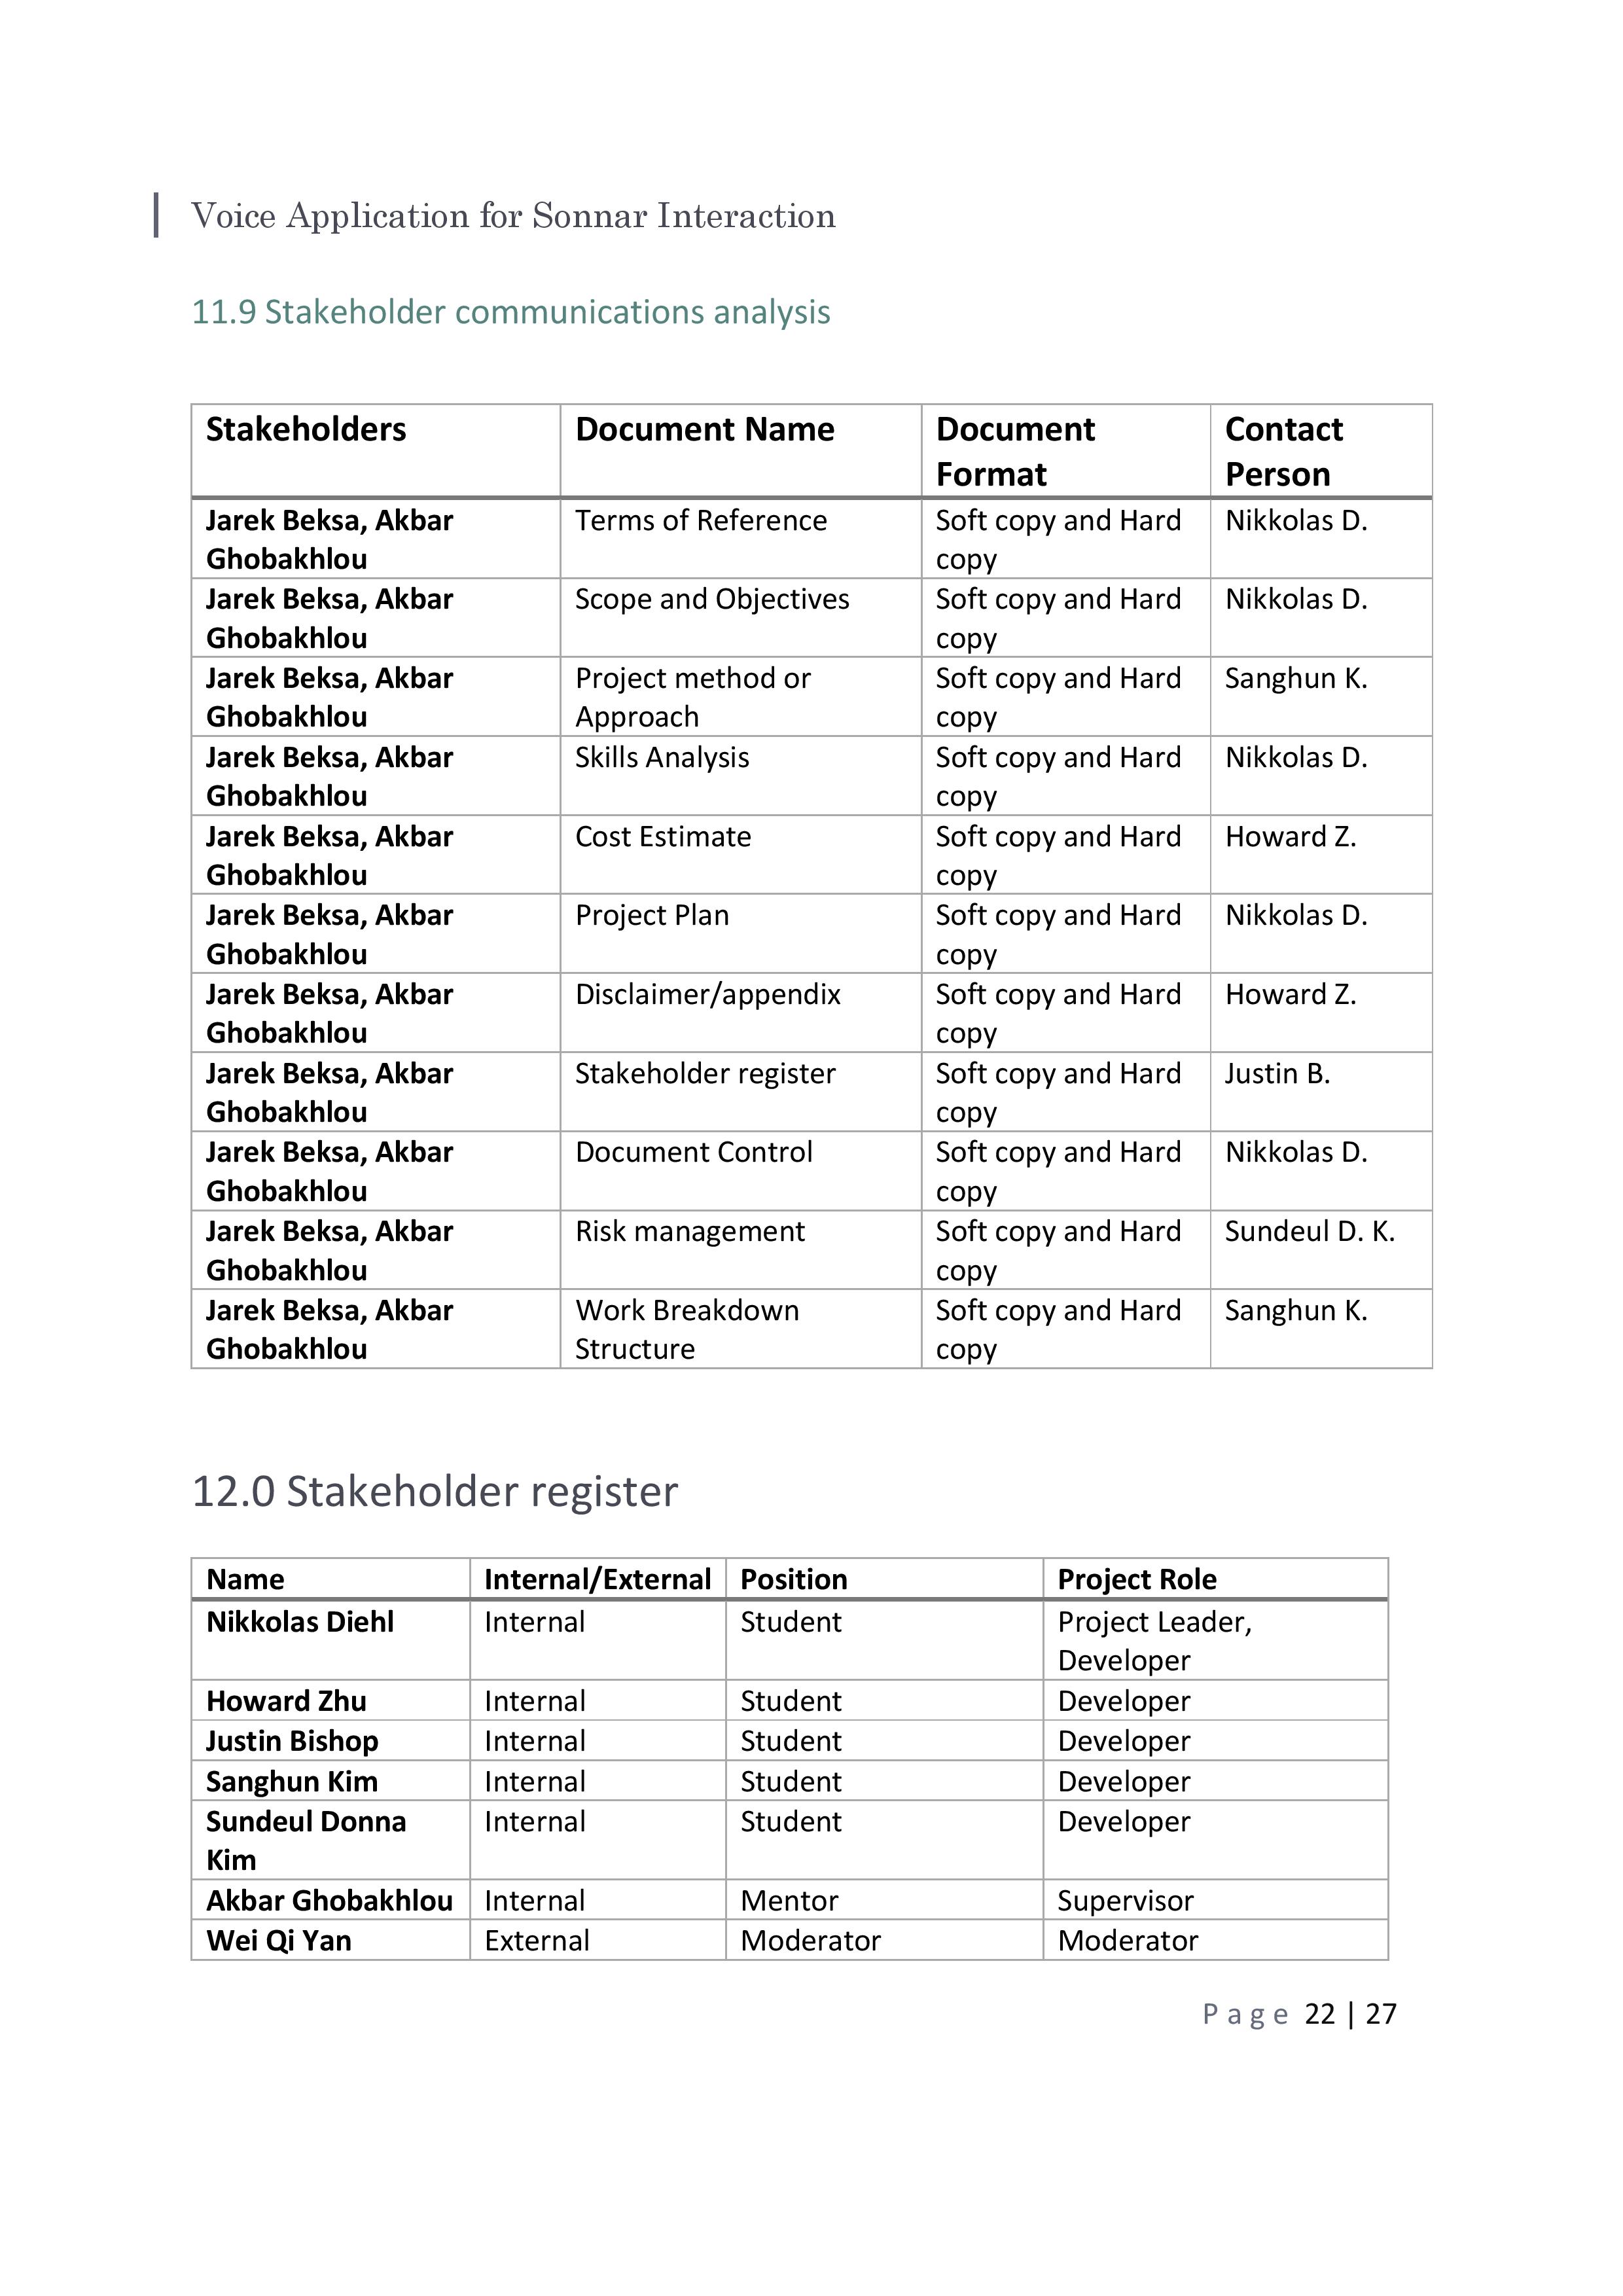 Voice Application for Sonnar Interaction
11.9 Stakeholder communications analysis
Stakeholders Document Name Document Contact
Format Person
Jarek Beksa, Akbar Terms of Reference Soft copy and Hard Nikkolas D.
Ghobakhlou copy
Jarek Beksa, Akbar Scope and Objectives Soft copy and Hard Nikkolas D.
Ghobakhlou copy
Jarek Beksa, Akbar Project method or Soft copy and Hard Sanghun K.
Ghobakhlou Approach copy
Jarek Beksa, Akbar Skills Analysis Soft copy and Hard Nikkolas D.
Ghobakhlou copy
Jarek Beksa, Akbar Cost Estimate Soft copy and Hard Howard Z.
Ghobakhlou copy
Jarek Beksa, Akbar Project Plan Soft copy and Hard Nikkolas D.
Ghobakhlou copy
Jarek Beksa, Akbar Disclaimer/appendix Soft copy and Hard Howard Z.
Ghobakhlou copy
Jarek Beksa, Akbar Stakeholder register Soft copy and Hard Justin B.
Ghobakhlou copy
Jarek Beksa, Akbar Document Control Soft copy and Hard Nikkolas D.
Ghobakhlou copy
Jarek Beksa, Akbar Risk management Soft copy and Hard Sundeul D. K.
Ghobakhlou copy
Jarek Beksa, Akbar Work Breakdown Soft copy and Hard Sanghun K.
Ghobakhlou Structure copy
12.0 Stakeholder register
Name Internal/External Position Project Role
Nikkolas Diehl Internal Student Project Leader,
Developer
Howard Zhu Internal Student Developer
Justin Bishop Internal Student Developer
Sanghun Kim Internal Student Developer
Sundeul Donna Internal Student Developer
Kim
Akbar Ghobakhlou Internal Mentor Supervisor
Wei Qi Yan External Moderator Moderator
Page 22 | 27